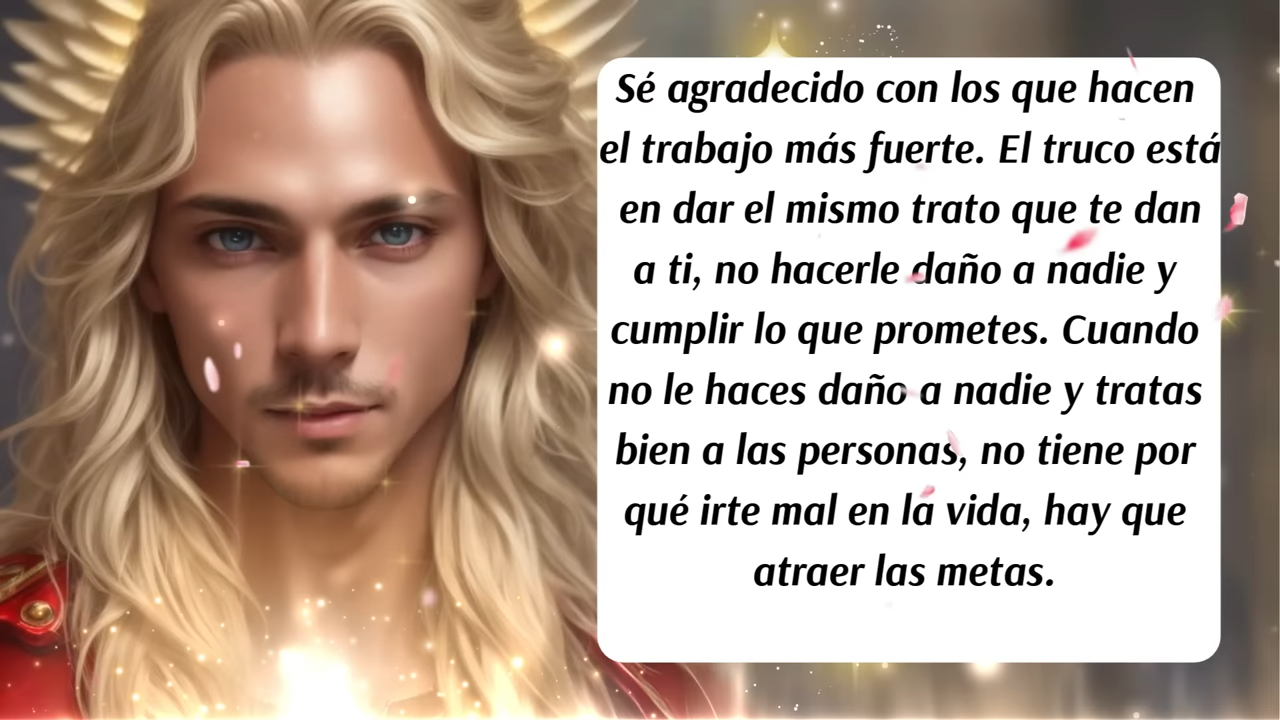 Sé agradecido con los que hacen
el trabajo más fuerte. El truco está
en dar el mismo trato que te dan
a ti, no hacerle daño a nadie y
cumplir lo que prometes. Cuando
no le haces daño a nadie y tratas
bien a las personas, no tiene por
qué irte mal en la vida, hay que
atraer las metas.